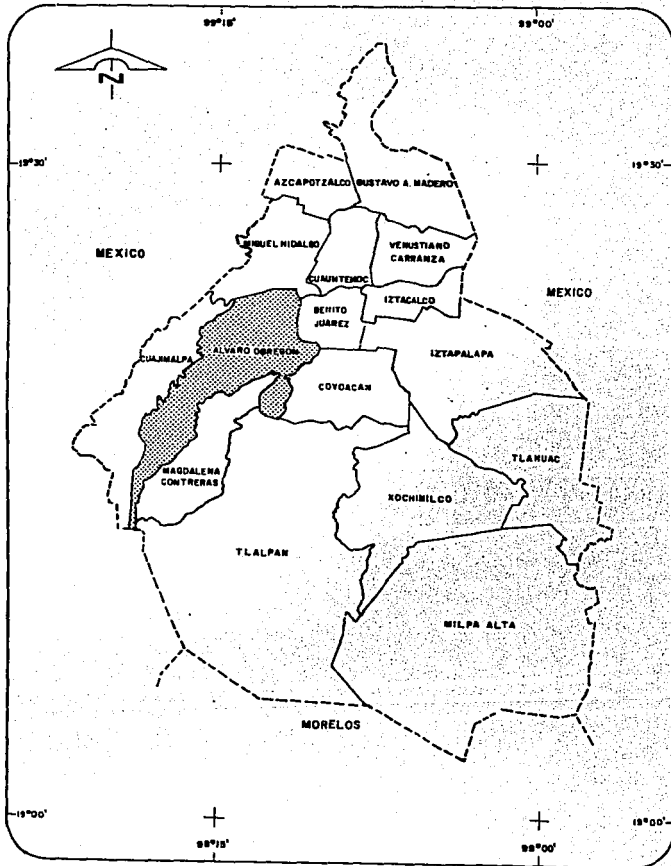 99°15'
99°00'
N
19°30'
19°30'
AZCAPOTZALCO
GUSTAVO A. MADERO
MIGUEL HIDALGO
VENUSTIANO
CARRANZA
MEXICO
CUAUHTEMOC
MEXICO
IZTACALCO
BENITO
JUAREZ
CUAJIMALPA
ALVARO OBREGON
IZTAPALAPA
COYOACAN
TLAHUAC
MAGDALENA
CONTRERAS
XOCHIMILCO
TLALPAN
MILPA ALTA
MORELOS
19°00'
19°00'
99°15'
99°00'